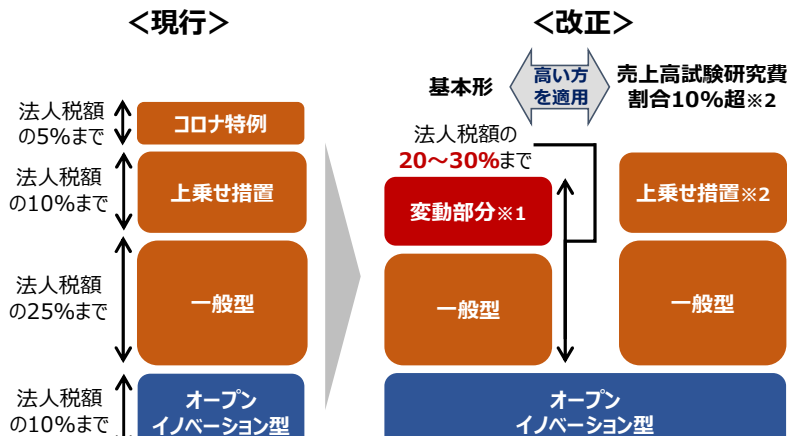 ＜現行＞
法人税額
の5%まで
コロナ特例
法人税額
の10%まで
上乗せ措置
法人税額
の25%まで
一般型
法人税額
の10%まで
オープン
イノベーション型
＜改正＞
基本形
高い方
を適用
売上高試験研究費
割合10%超※2
法人税額の
20～30%まで
変動部分※1
上乗せ措置※2
一般型
一般型
オープン
イノベーション型